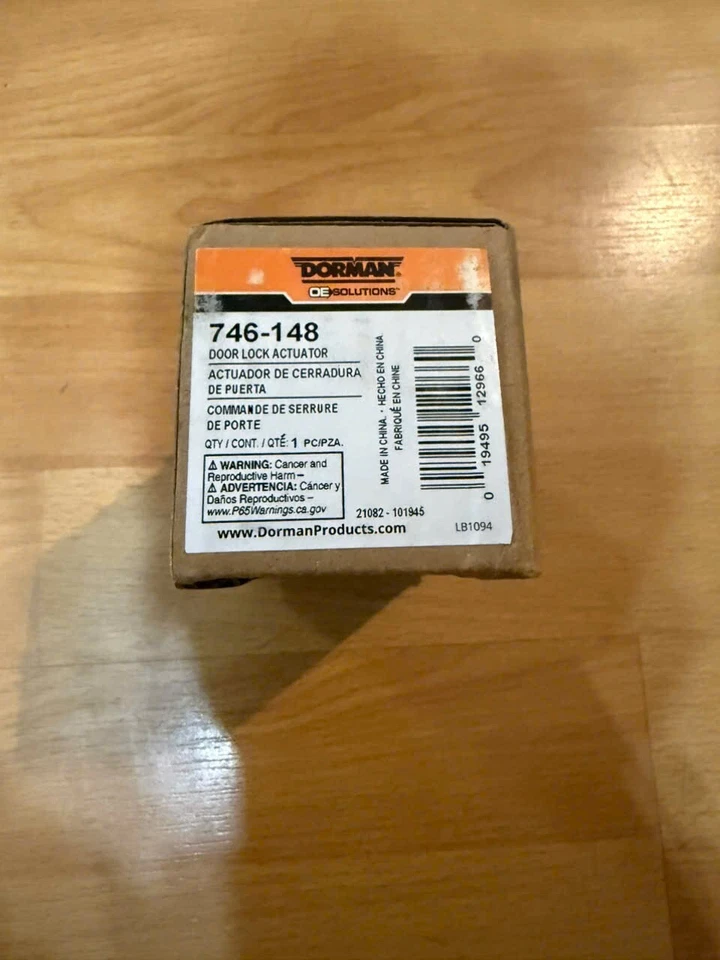 DORMAN®
OE SOLUTIONS™
746-148
DOOR LOCK ACTUATOR
ACTUADOR DE CERRADURA
DE PUERTA
COMMANDE DE SERRURE
DE PORTE
QTY / CONT. / QTÉ: 1 PC/PZA.
⚠ WARNING: Cancer and
Reproductive Harm –
⚠ ADVERTENCIA: Cáncer y
Daños Reproductivos –
www.P65Warnings.ca.gov
MADE IN CHINA. · HECHO EN CHINA
FABRIQUÉ EN CHINE
0 19495 12966 0
21082 - 101945
www.DormanProducts.com
LB1094